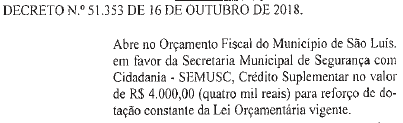 DECRETO N.º 51.353 DE 16 DE OUTUBRO DE 2018.
Abre no Orçamento Fiscal do Município de São Luís,
em favor da Secretaria Municipal de Segurança com
Cidadania - SEMUSC, Crédito Suplementar no valor
de R$ 4.000,00 (quatro mil reais) para reforço de do-
tação constante da Lei Orçamentária vigente.